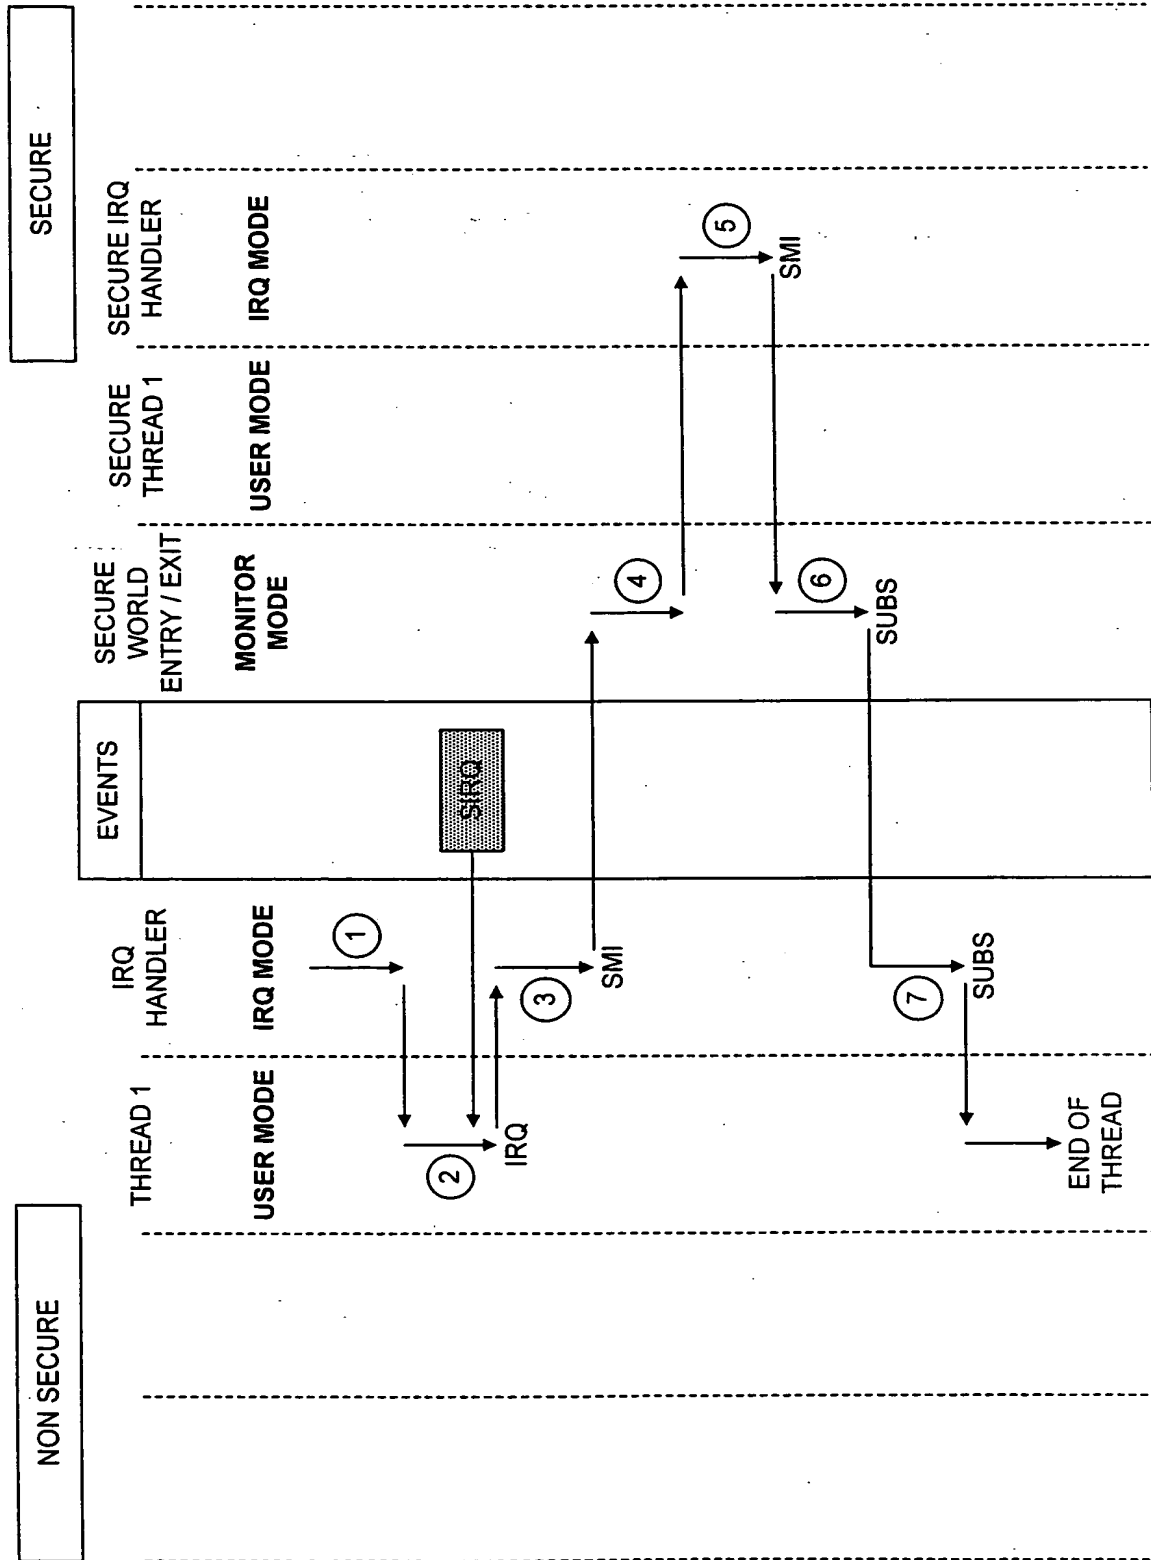 NON SECURE
SECURE
EVENTS
THREAD 1
USER MODE
IRQ
HANDLER
IRQ MODE
SECURE
WORLD
ENTRY / EXIT
MONITOR
MODE
SECURE
THREAD 1
USER MODE
SECURE IRQ
HANDLER
IRQ MODE
1
2
SIRQ
IRQ
3
SMI
4
5
SMI
6
SUBS
7
SUBS
END OF
THREAD